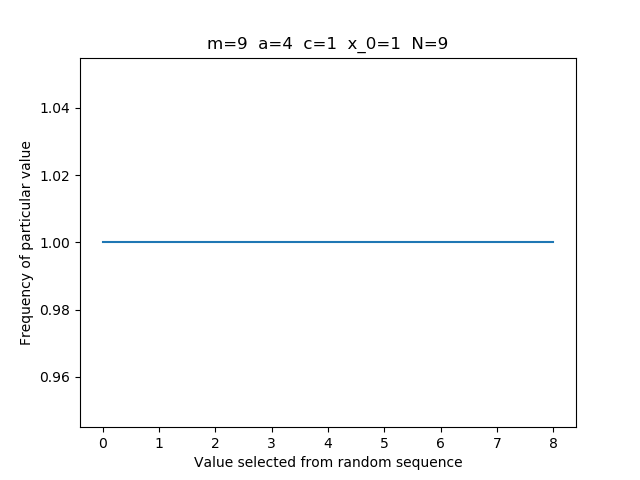 m=9  a=4  c=1  x_0=1  N=9
Frequency of particular value
1.04
1.02
1.00
0.98
0.96
0 1 2 3 4 5 6 7 8
Value selected from random sequence